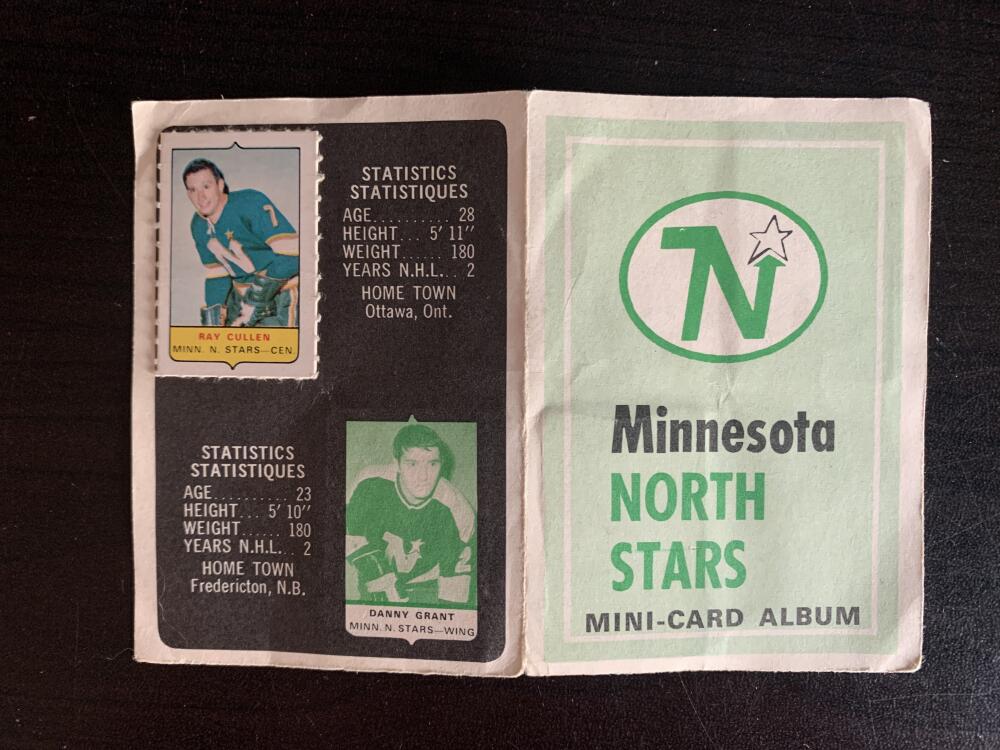 RAY CULLEN
MINN. N. STARS—CEN.
STATISTICS
STATISTIQUES
AGE.......... 28
HEIGHT... 5' 11"
WEIGHT...... 180
YEARS N.H.L... 2
HOME TOWN
Ottawa, Ont.
STATISTICS
STATISTIQUES
AGE.......... 23
HEIGHT... 5' 10"
WEIGHT...... 180
YEARS N.H.L... 2
HOME TOWN
Fredericton, N.B.
DANNY GRANT
MINN. N. STARS—WING
N
Minnesota
NORTH
STARS
MINI-CARD ALBUM